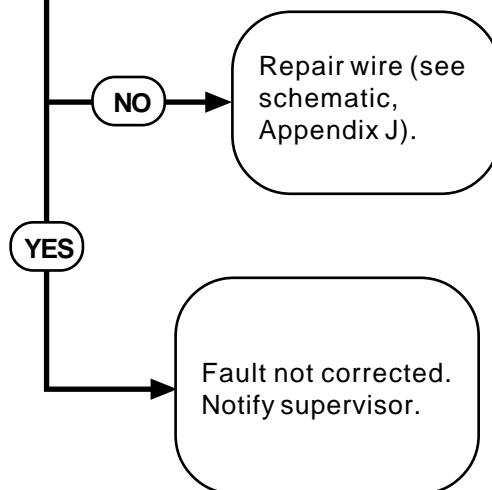 NO
Repair wire (see
schematic,
Appendix J).
YES
Fault not corrected.
Notify supervisor.